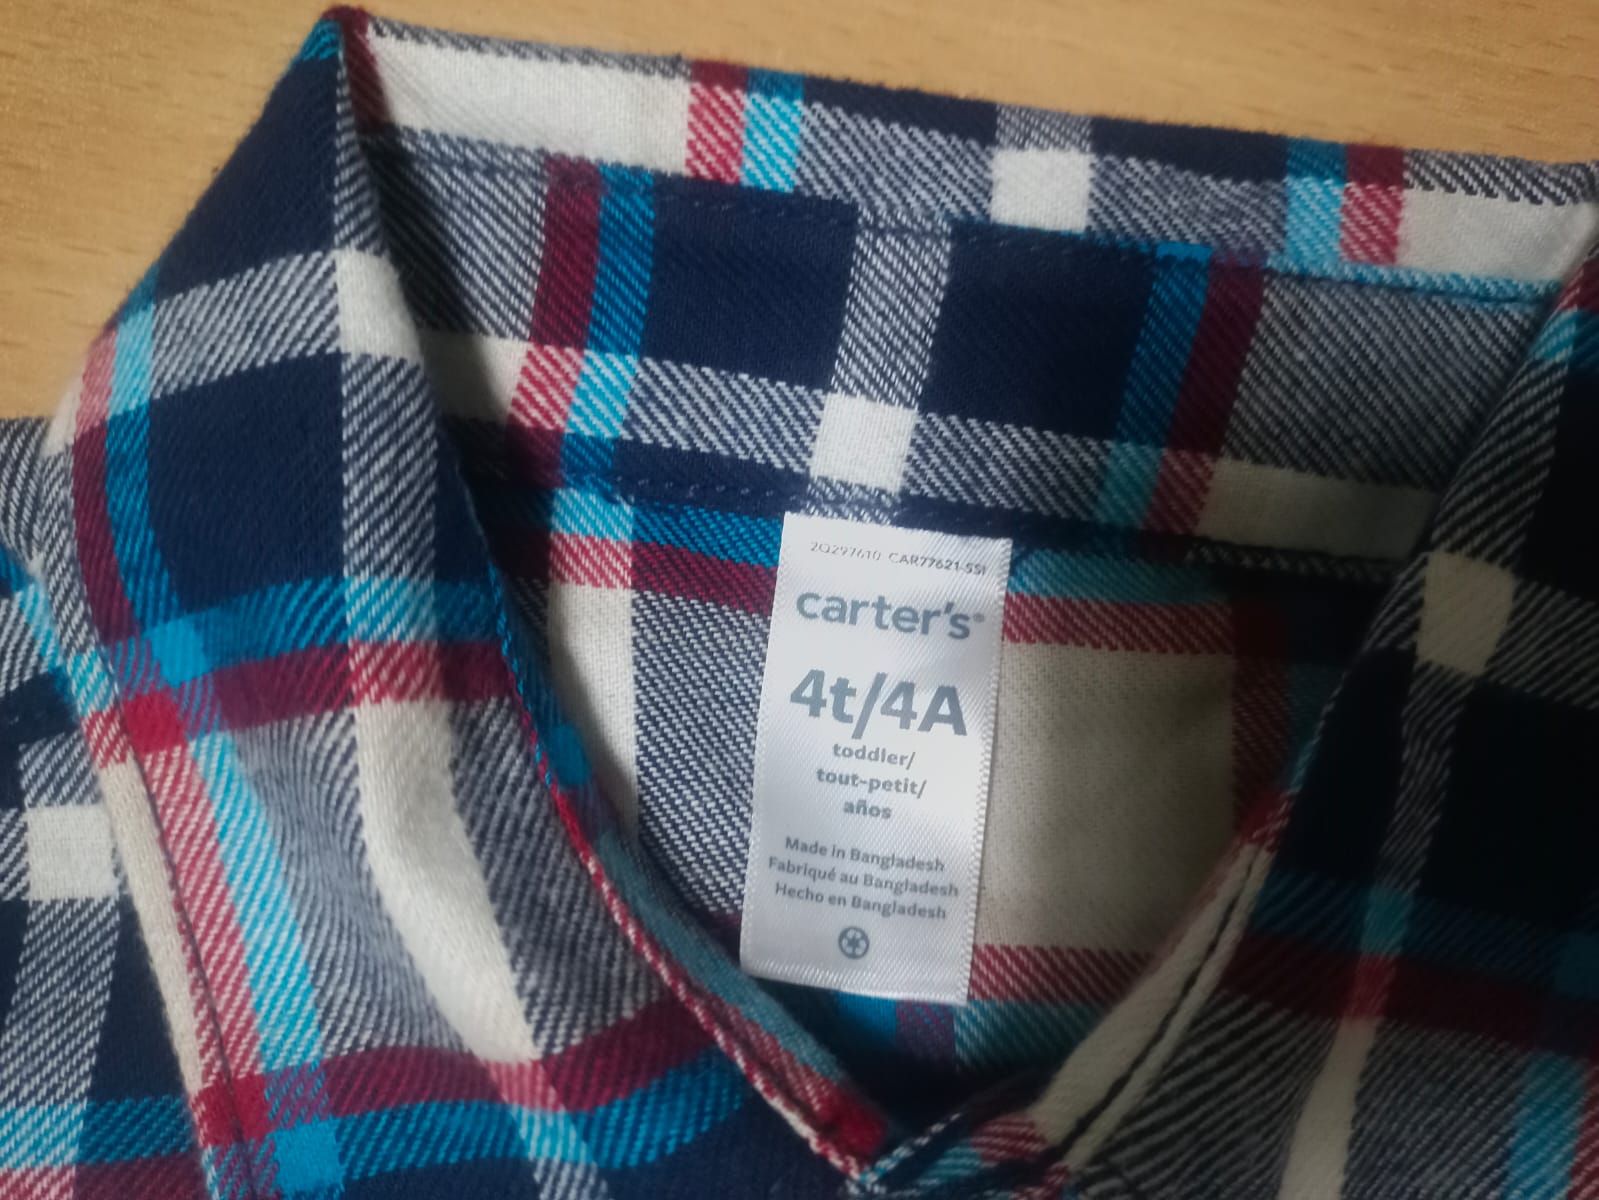 2Q297610 CAR77621-SSI
carter's®
4t/4A
toddler/
tout-petit/
años
Made in Bangladesh
Fabriqué au Bangladesh
Hecho en Bangladesh